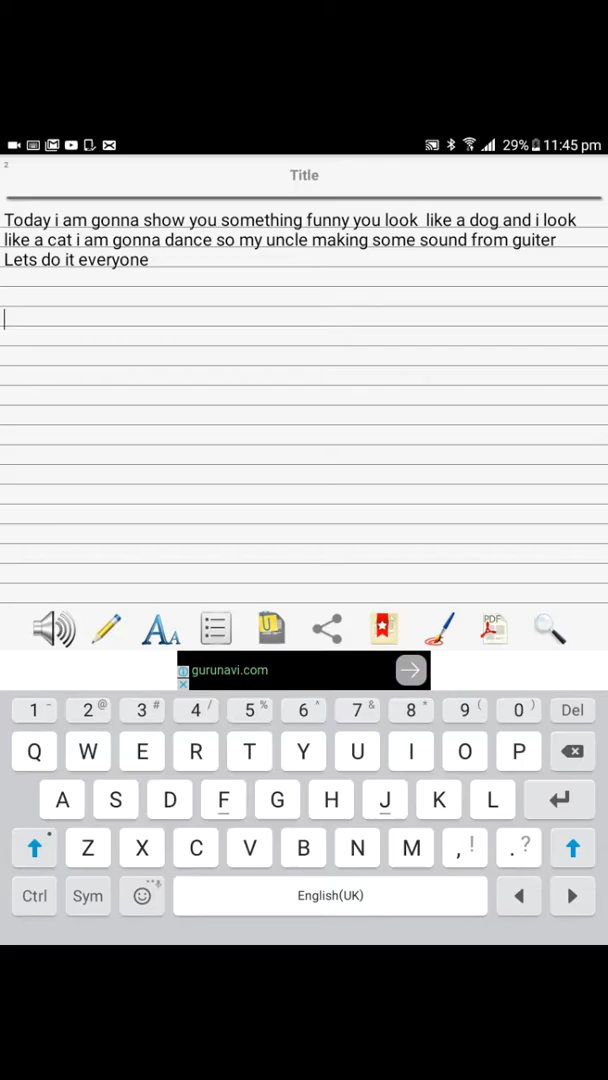 29% 11:45 pm
2
Title
Today i am gonna show you something funny you look like a dog and i look
like a cat i am gonna dance so my uncle making some sound from guiter
Lets do it everyone
A A
PDF
gurunavi.com
1 - 2 @ 3 # 4 / 5 % 6 ^ 7 & 8 * 9 ( 0 ) Del
Q W E R T Y U I O P
A S D F G H J K L
Z X C V B N M , ! . ?
Ctrl Sym English(UK)